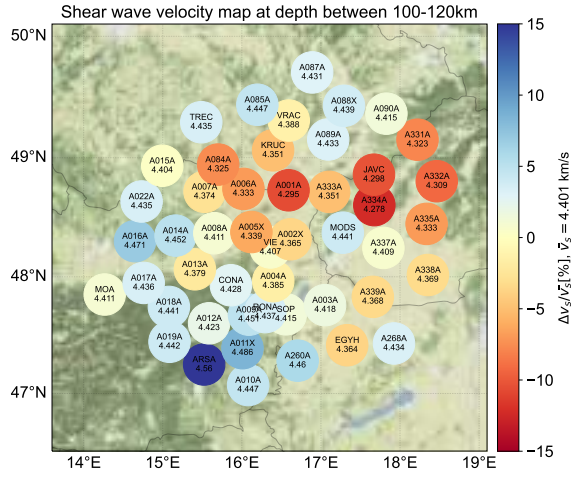 Shear wave velocity map at depth between 100-120km
50°N
49°N
48°N
47°N
A087A
4.431
A085A
4.447
A088X
4.439
A090A
4.415
TREC
4.435
VRAC
4.388
A089A
4.433
A331A
4.323
KRUC
4.351
A015A
4.404
A084A
4.325
JAVC
4.298
A332A
4.309
A007A
4.374
A006A
4.333
A001A
4.295
A333A
4.351
A334A
4.278
A022A
4.435
A335A
4.333
A016A
4.471
A014A
4.452
A008A
4.411
A005X
4.339
VIE
4.407
A002X
4.365
MODS
4.441
A337A
4.409
A013A
4.379
A338A
4.369
MOA
4.411
A017A
4.436
CONA
4.428
A004A
4.385
A339A
4.368
A018A
4.441
A009A
RONA
4.437
SOP
4.415
A003A
4.418
A012A
4.423
A019A
4.442
A011X
4.486
EGYH
4.364
A268A
4.434
ARSA
4.56
A260A
4.46
A010A
4.447
14°E 15°E 16°E 17°E 18°E 19°E
15
10
5
0
−5
−10
−15
Δvs/v̄s[%], v̄s = 4.401 km/s